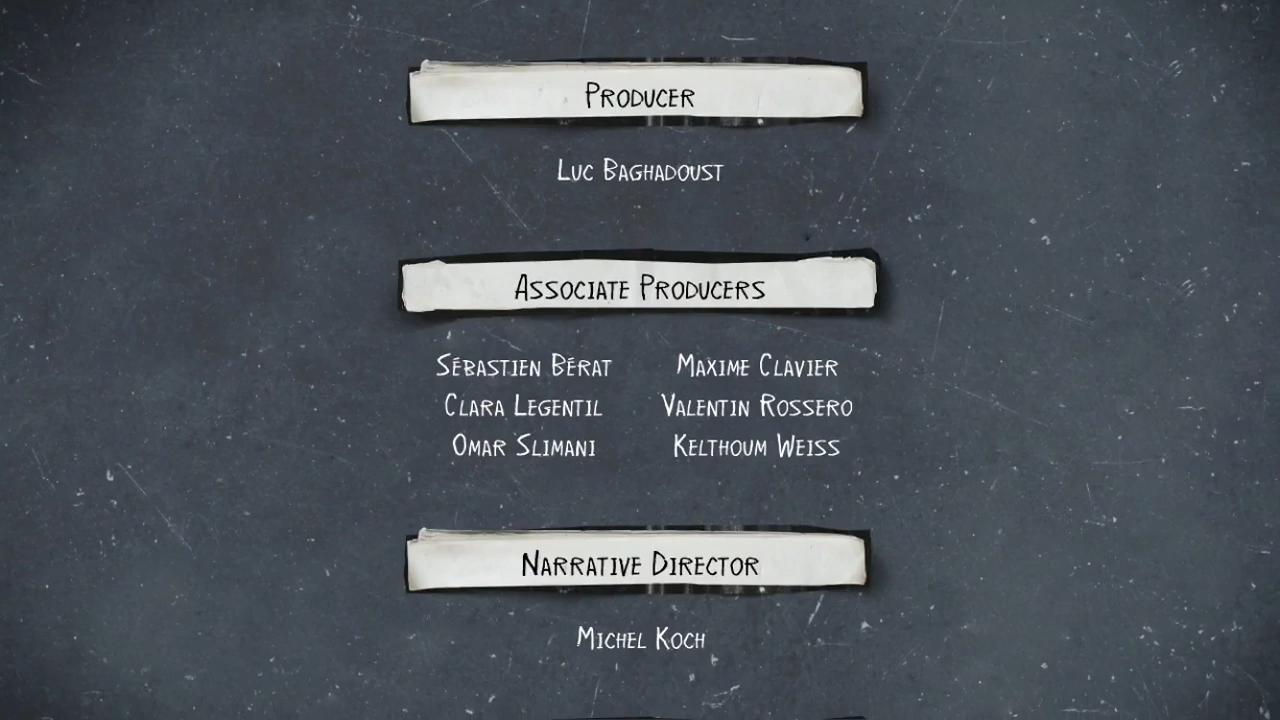 Producer
Luc Baghadoust
Associate Producers
Sébastien Bérat Maxime Clavier
Clara Legentil Valentin Rossero
Omar Slimani Kelthoum Weiss
Narrative Director
Michel Koch